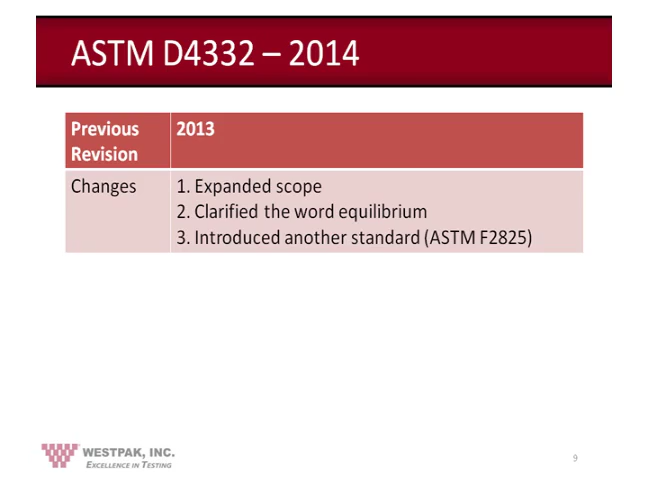 ASTM D4332 – 2014
Previous Revision
2013
Changes
1. Expanded scope
2. Clarified the word equilibrium
3. Introduced another standard (ASTM F2825)
WESTPAK, INC.
EXCELLENCE IN TESTING
9